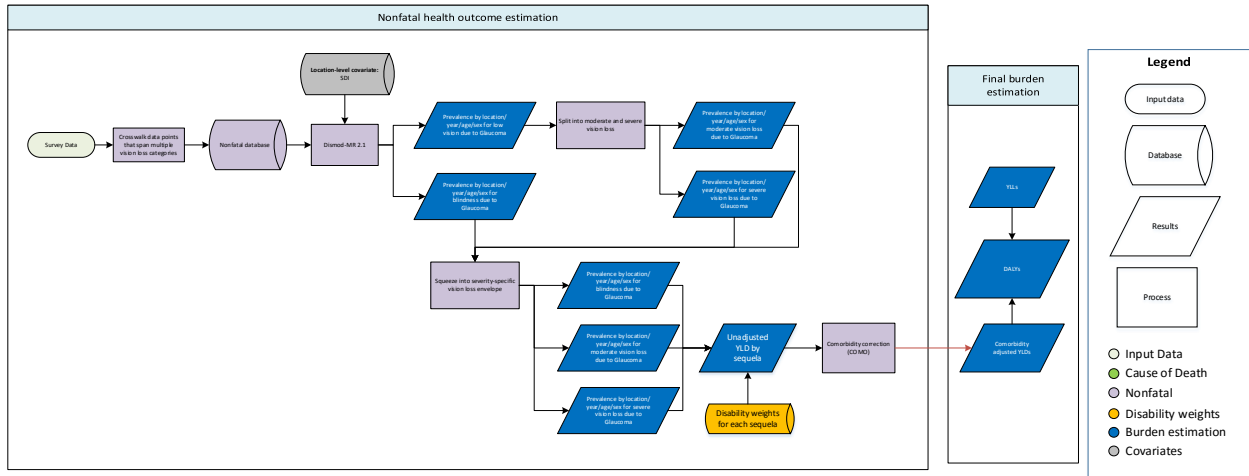 Nonfatal health outcome estimation
Location-level covariate:
SDI
Survey Data
Crosswalk data points
that span multiple
vision loss categories
Nonfatal database
Dismod-MR 2.1
Prevalence by location/
year/age/sex for low
vision due to Glaucoma
Split into moderate and severe
vision loss
Prevalence by location/
year/age/sex for
moderate vision loss
due to Glaucoma
Prevalence by location/
year/age/sex for
blindness due to
Glaucoma
Prevalence by location/
year/age/sex for severe
vision loss due to
Glaucoma
Squeeze into severity-specific
vision loss envelope
Prevalence by location/
year/age/sex for
blindness due to
Glaucoma
Prevalence by location/
year/age/sex for
moderate vision loss
due to Glaucoma
Prevalence by location/
year/age/sex for severe
vision loss due to
Glaucoma
Unadjusted
YLD by
sequela
Disability weights
for each sequela
Comorbidity correction
(COMO)
Final burden
estimation
YLLs
DALYs
Comorbidity
adjusted YLDs
Legend
Input data
Database
Results
Process
Input Data
Cause of Death
Nonfatal
Disability weights
Burden estimation
Covariates